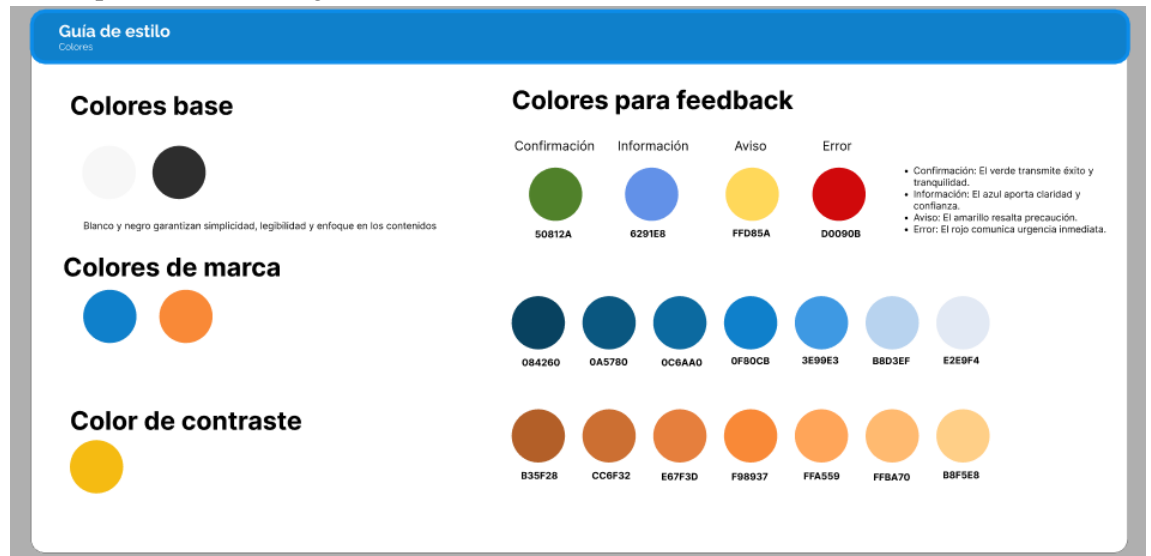 Guía de estilo
Colores
Colores base
Blanco y negro garantizan simplicidad, legibilidad y enfoque en los contenidos
Colores de marca
Color de contraste
Colores para feedback
Confirmación Información Aviso Error
50812A 6291E8 FFD85A D0090B
• Confirmación: El verde transmite éxito y
tranquilidad.
• Información: El azul aporta claridad y
confianza.
• Aviso: El amarillo resalta precaución.
• Error: El rojo comunica urgencia inmediata.
084260 0A5780 0C6AA0 0F80CB 3E99E3 B8D3EF E2E9F4
B35F28 CC6F32 E67F3D F98937 FFA559 FFBA70 B8F5E8